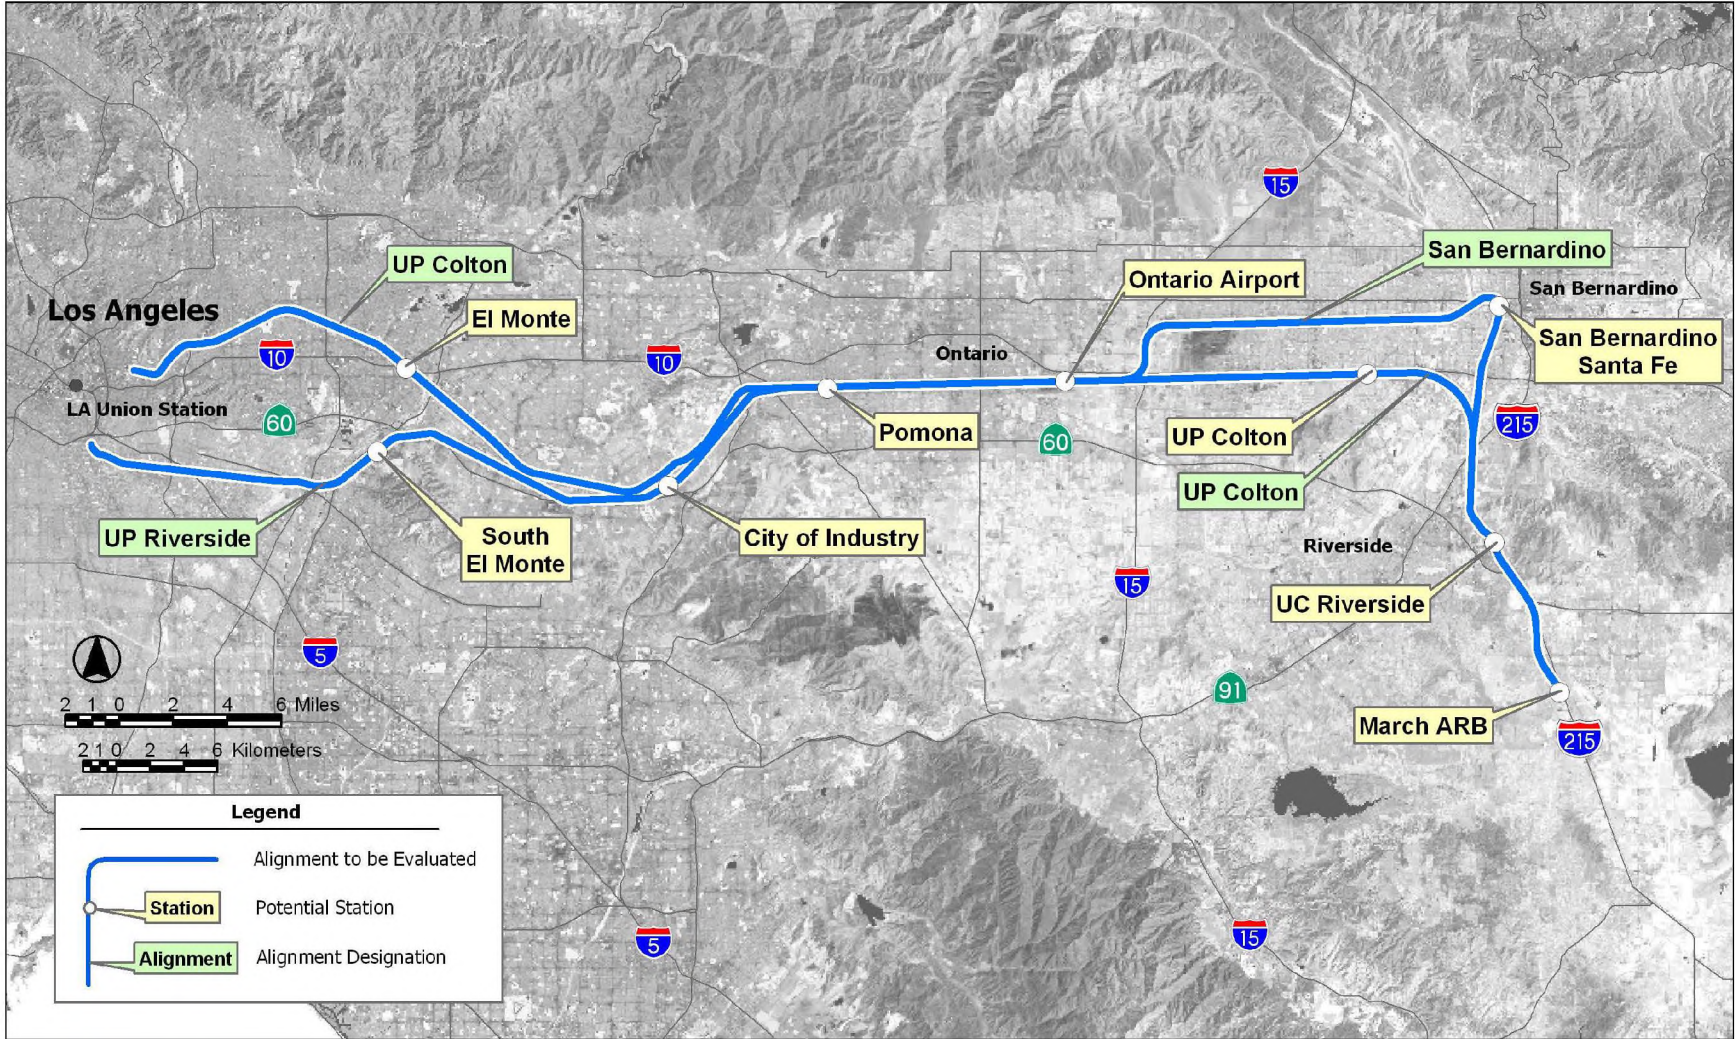 15
UP Colton
San Bernardino
Ontario Airport
San Bernardino
Los Angeles
El Monte
San Bernardino
Santa Fe
10
10
Ontario
LA Union Station
60
Pomona
60
UP Colton
215
UP Colton
UP Riverside
South
El Monte
City of Industry
Riverside
15
UC Riverside
5
91
March ARB
215
2 1 0 2 4 6 Miles
2 1 0 2 4 6 Kilometers
Legend
Alignment to be Evaluated
Station
Potential Station
Alignment
Alignment Designation
5
15